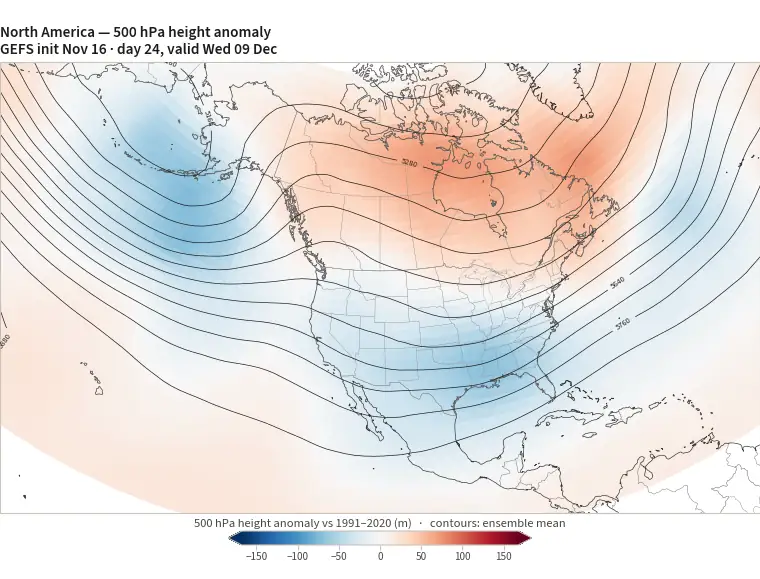 North America — 500 hPa height anomaly
GEFS init Nov 16 · day 24, valid Wed 09 Dec
5280
5640
5760
500 hPa height anomaly vs 1991–2020 (m) · contours: ensemble mean
−150 −100 −50 0 50 100 150